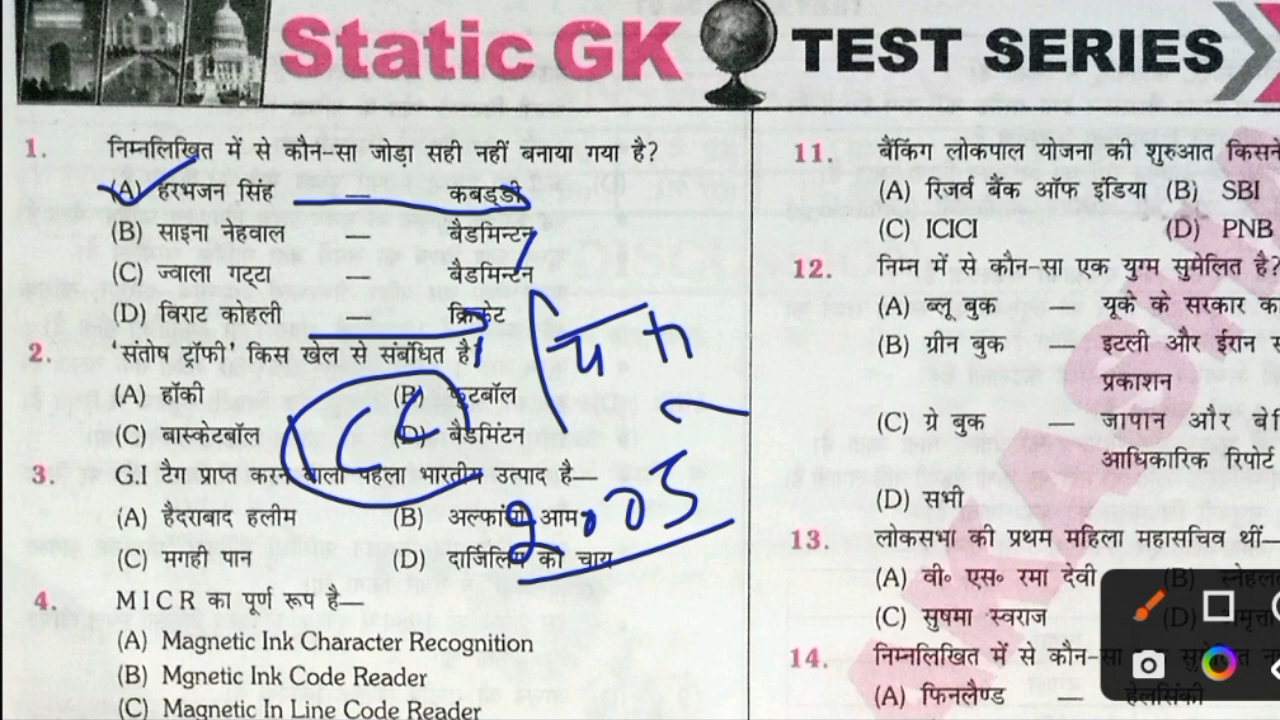 Static GK TEST SERIES
1. निम्नलिखित में से कौन-सा जोड़ा सही नहीं बनाया गया है?
(A) हरभजन सिंह — कबड्डी
(B) साइना नेहवाल — बैडमिन्टन
(C) ज्वाला गट्टा — बैडमिन्टन
(D) विराट कोहली — क्रिकेट
2. 'संतोष ट्रॉफी' किस खेल से संबंधित है
(A) हॉकी (B) फुटबॉल
(C) बास्केटबॉल (D) बैडमिंटन
3. G.I टैग प्राप्त करने वाला पहला भारतीय उत्पाद है—
(A) हैदराबाद हलीम (B) अल्फांसो आम
(C) मगही पान (D) दार्जिलिंग की चाय
2003
4. MICR का पूर्ण रूप है—
(A) Magnetic Ink Character Recognition
(B) Mgnetic Ink Code Reader
(C) Magnetic In Line Code Reader
11. बैंकिंग लोकपाल योजना की शुरुआत किसने
(A) रिजर्व बैंक ऑफ इंडिया (B) SBI
(C) ICICI (D) PNB
12. निम्न में से कौन-सा एक युग्म सुमेलित है?
(A) ब्लू बुक — यूके के सरकार क
(B) ग्रीन बुक — इटली और ईरान स
प्रकाशन
(C) ग्रे बुक — जापान और बे
आधिकारिक रिपोर्ट
(D) सभी
13. लोकसभा की प्रथम महिला महासचिव थीं—
(A) वी॰ एस॰ रमा देवी (B) स्नेहल
(C) सुषमा स्वराज (D)
14. निम्नलिखित में से कौन-सा
(A) फिनलैण्ड — हेलसिंकी